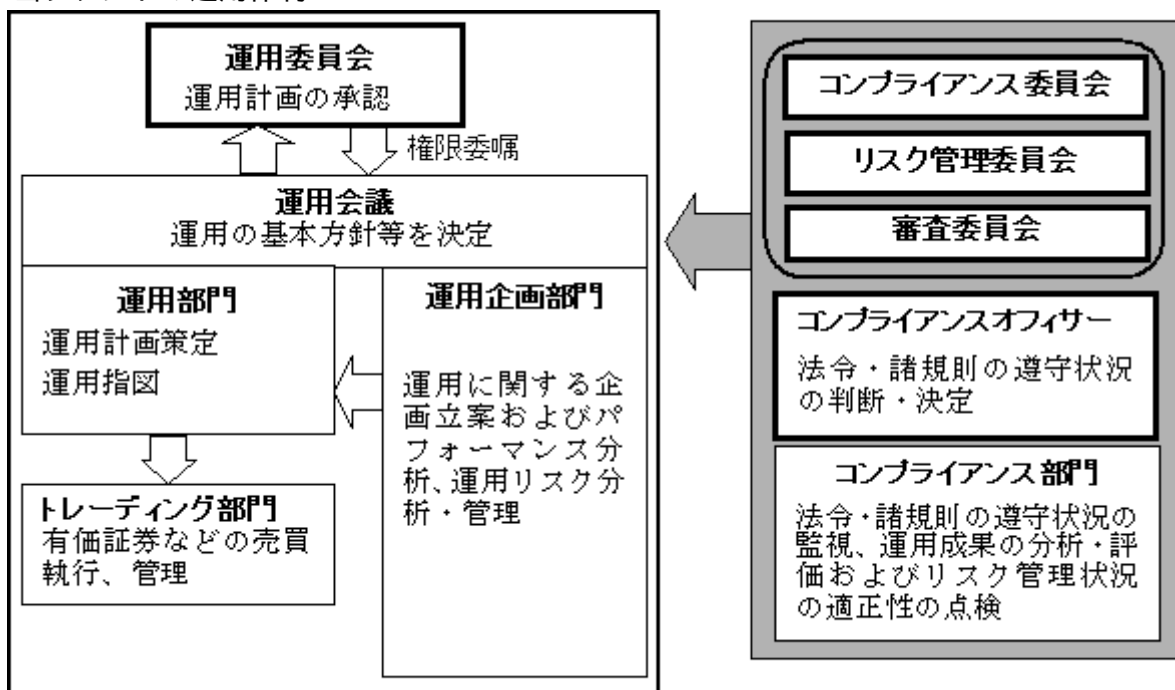 運用委員会
運用計画の承認
権限委嘱
運用会議
運用の基本方針等を決定
運用部門
運用計画策定
運用指図
運用企画部門
運用に関する企
画立案およびパ
フォーマンス分
析、運用リスク分
析・管理
トレーディング部門
有価証券などの売買
執行、管理
コンプライアンス委員会
リスク管理委員会
審査委員会
コンプライアンスオフィサー
法令・諸規則の遵守状況
の判断・決定
コンプライアンス部門
法令・諸規則の遵守状況の
監視、運用成果の分析・評
価およびリスク管理状況
の適正性の点検